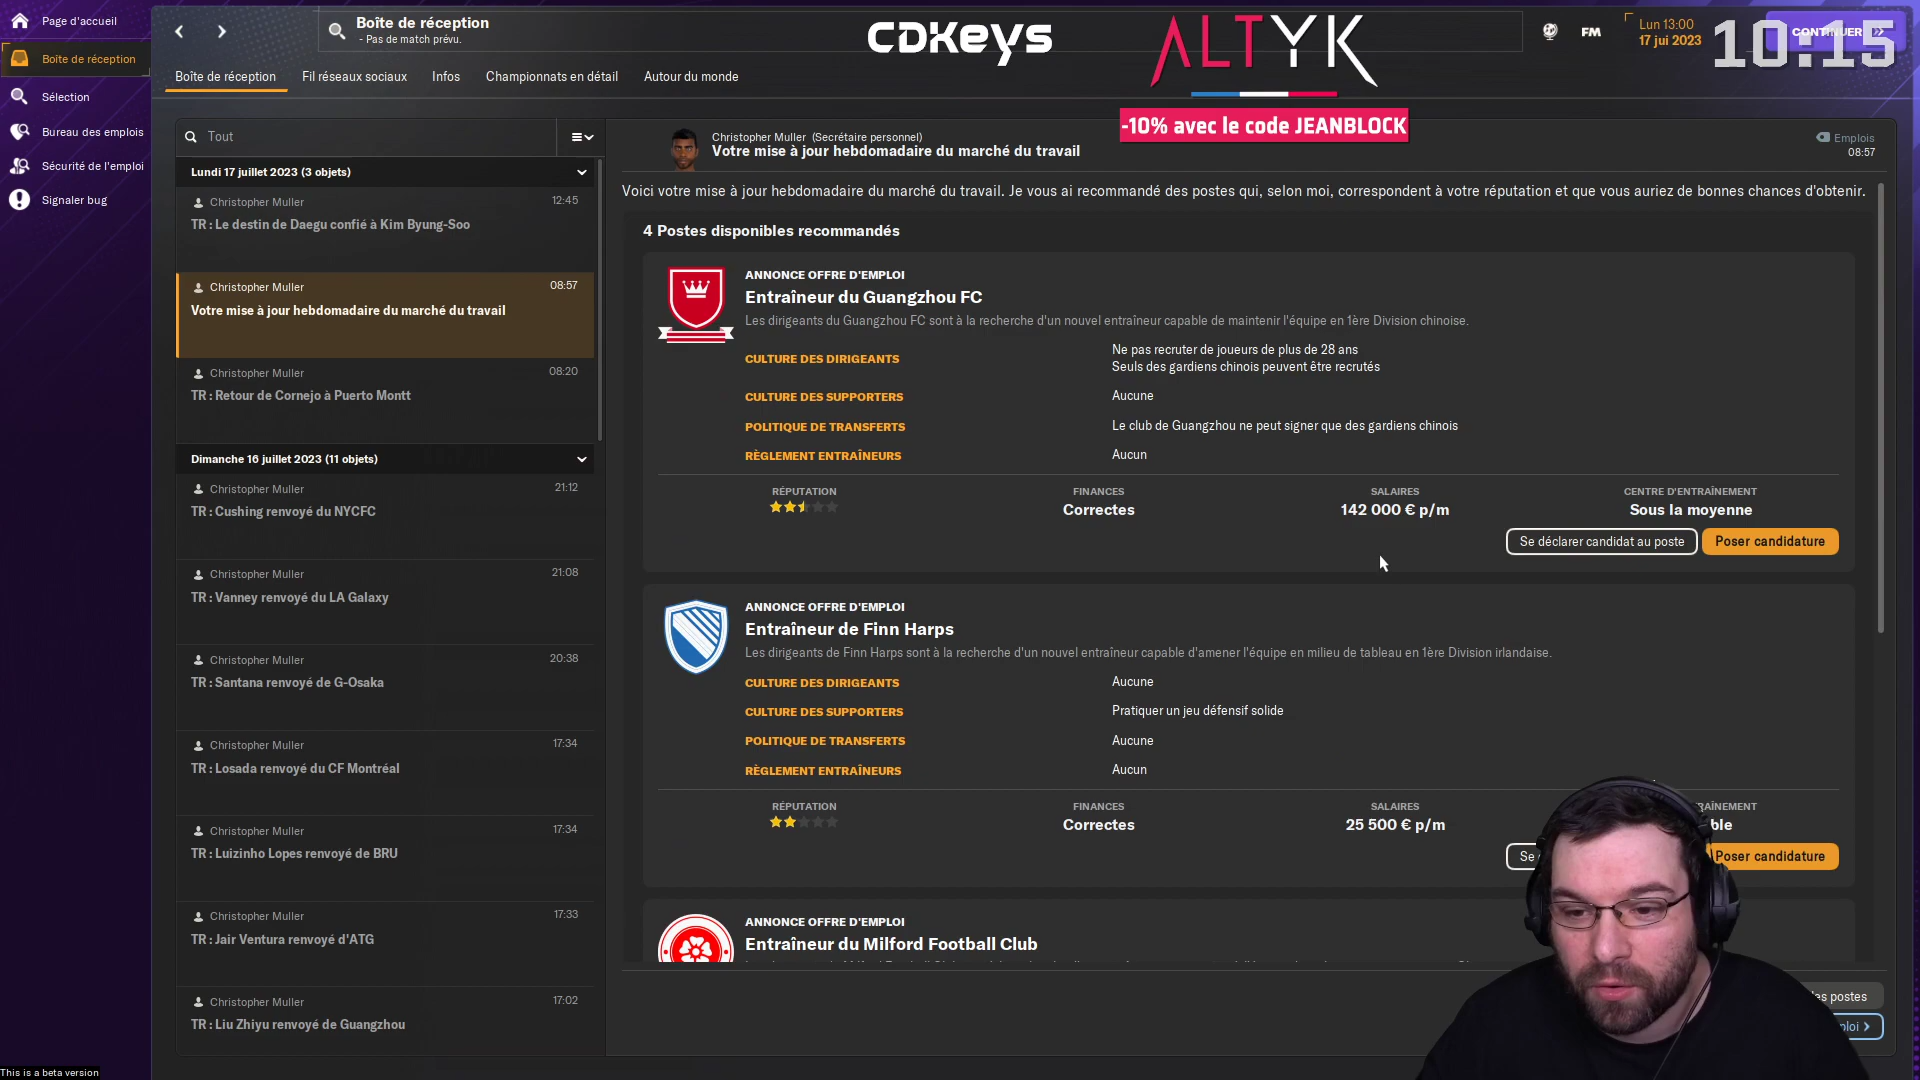 Page d'accueil
Boîte de réception
Sélection
Bureau des emplois
Sécurité de l'emploi
Signaler bug
This is a beta version
Boîte de réception
- Pas de match prévu.
CDKeys
ALTYK
-10% avec le code JEANBLOCK
FM
Lun 13:00
17 jui 2023
CONTINUER
10:15
Boîte de réception
Fil réseaux sociaux
Infos
Championnats en détail
Autour du monde
Tout
Lundi 17 juillet 2023 (3 objets)
Christopher Muller 12:45
TR : Le destin de Daegu confié à Kim Byung-Soo
Christopher Muller 08:57
Votre mise à jour hebdomadaire du marché du travail
Christopher Muller 08:20
TR : Retour de Cornejo à Puerto Montt
Dimanche 16 juillet 2023 (11 objets)
Christopher Muller 21:12
TR : Cushing renvoyé du NYCFC
Christopher Muller 21:08
TR : Vanney renvoyé du LA Galaxy
Christopher Muller 20:38
TR : Santana renvoyé de G-Osaka
Christopher Muller 17:34
TR : Losada renvoyé du CF Montréal
Christopher Muller 17:34
TR : Luizinho Lopes renvoyé de BRU
Christopher Muller 17:33
TR : Jair Ventura renvoyé d'ATG
Christopher Muller 17:02
TR : Liu Zhiyu renvoyé de Guangzhou
Christopher Muller (Secrétaire personnel)
Votre mise à jour hebdomadaire du marché du travail
Emplois
08:57
Voici votre mise à jour hebdomadaire du marché du travail. Je vous ai recommandé des postes qui, selon moi, correspondent à votre réputation et que vous auriez de bonnes chances d'obtenir.
4 Postes disponibles recommandés
ANNONCE OFFRE D'EMPLOI
Entraîneur du Guangzhou FC
Les dirigeants du Guangzhou FC sont à la recherche d'un nouvel entraîneur capable de maintenir l'équipe en 1ère Division chinoise.
CULTURE DES DIRIGEANTS
Ne pas recruter de joueurs de plus de 28 ans
Seuls des gardiens chinois peuvent être recrutés
CULTURE DES SUPPORTERS Aucune
POLITIQUE DE TRANSFERTS Le club de Guangzhou ne peut signer que des gardiens chinois
RÈGLEMENT ENTRAÎNEURS Aucun
RÉPUTATION FINANCES SALAIRES CENTRE D'ENTRAÎNEMENT
Correctes 142 000 € p/m Sous la moyenne
Se déclarer candidat au poste
Poser candidature
ANNONCE OFFRE D'EMPLOI
Entraîneur de Finn Harps
Les dirigeants de Finn Harps sont à la recherche d'un nouvel entraîneur capable d'amener l'équipe en milieu de tableau en 1ère Division irlandaise.
CULTURE DES DIRIGEANTS Aucune
CULTURE DES SUPPORTERS Pratiquer un jeu défensif solide
POLITIQUE DE TRANSFERTS Aucune
RÈGLEMENT ENTRAÎNEURS Aucun
RÉPUTATION FINANCES SALAIRES
Correctes 25 500 € p/m
Se
Poser candidature
ANNONCE OFFRE D'EMPLOI
Entraîneur du Milford Football Club
postes